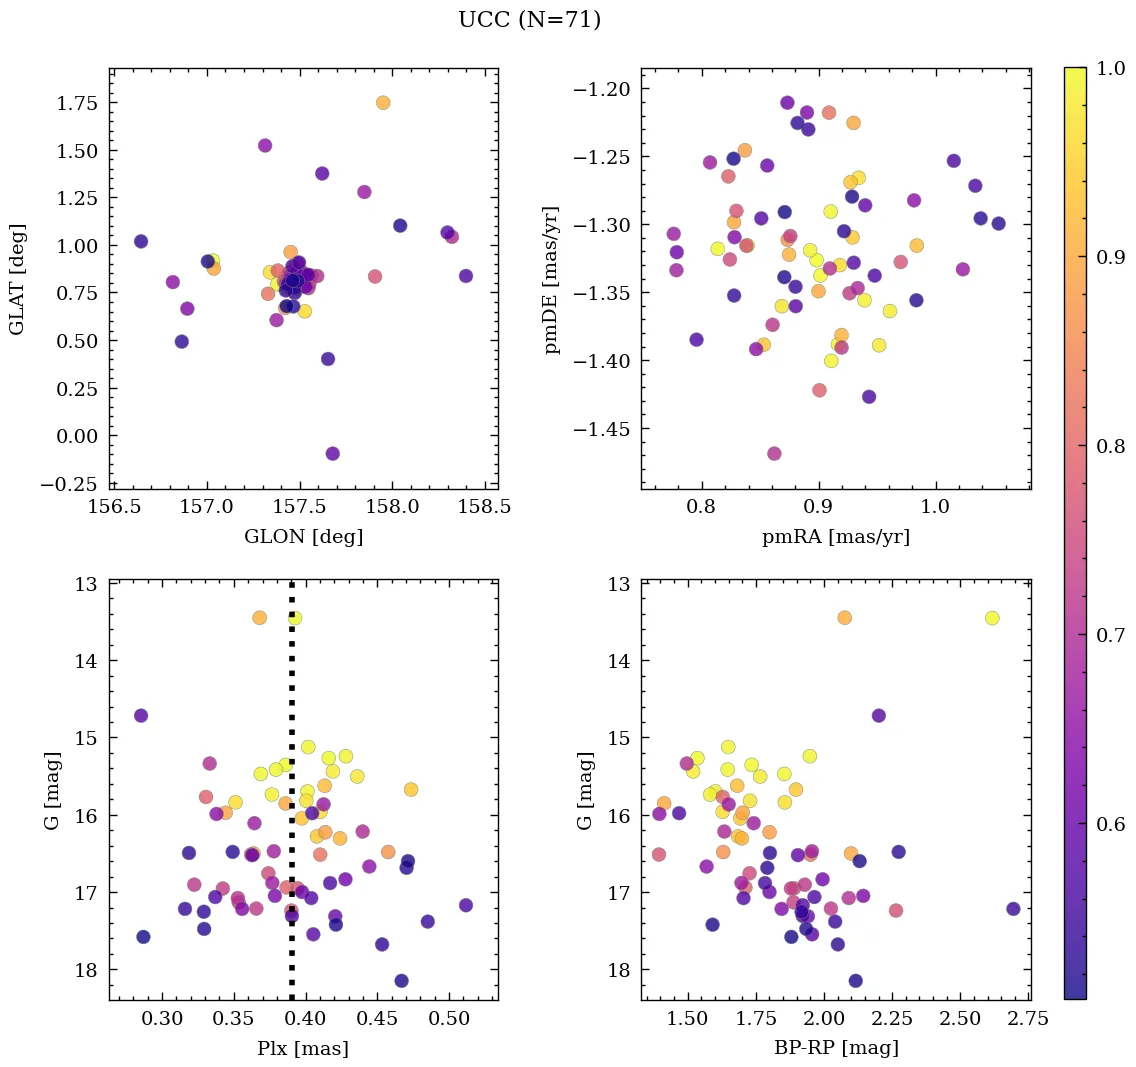 UCC (N=71)
1.75
1.50
1.25
1.00
0.75
0.50
0.25
0.00
−0.25
GLAT [deg]
156.5 157.0 157.5 158.0 158.5
GLON [deg]
−1.20
−1.25
−1.30
−1.35
−1.40
−1.45
pmDE [mas/yr]
0.8 0.9 1.0
pmRA [mas/yr]
13
14
15
16
17
18
G [mag]
0.30 0.35 0.40 0.45 0.50
Plx [mas]
13
14
15
16
17
18
G [mag]
1.50 1.75 2.00 2.25 2.50 2.75
BP-RP [mag]
1.0
0.9
0.8
0.7
0.6